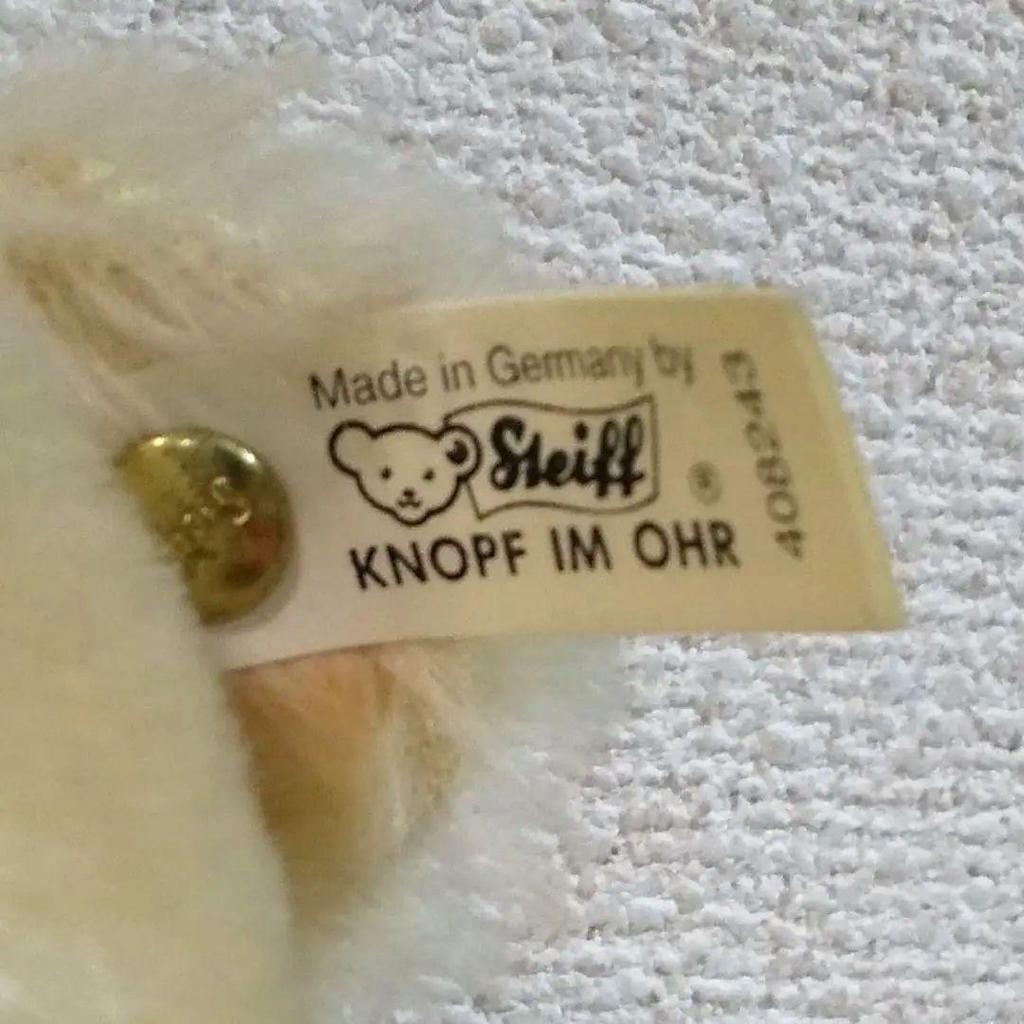 Made in Germany by
Steiff
®
KNOPF IM OHR
408243